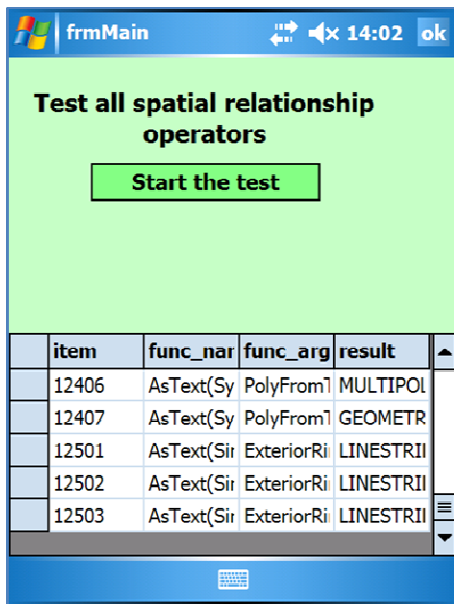 frmMain 14:02 ok
Test all spatial relationship
operators
Start the test
item func_nar func_arg result
12406 AsText(Sy PolyFromT MULTIPOL
12407 AsText(Sy PolyFromT GEOMETR
12501 AsText(Sir ExteriorRi LINESTRII
12502 AsText(Sir ExteriorRi LINESTRII
12503 AsText(Sir ExteriorRi LINESTRII